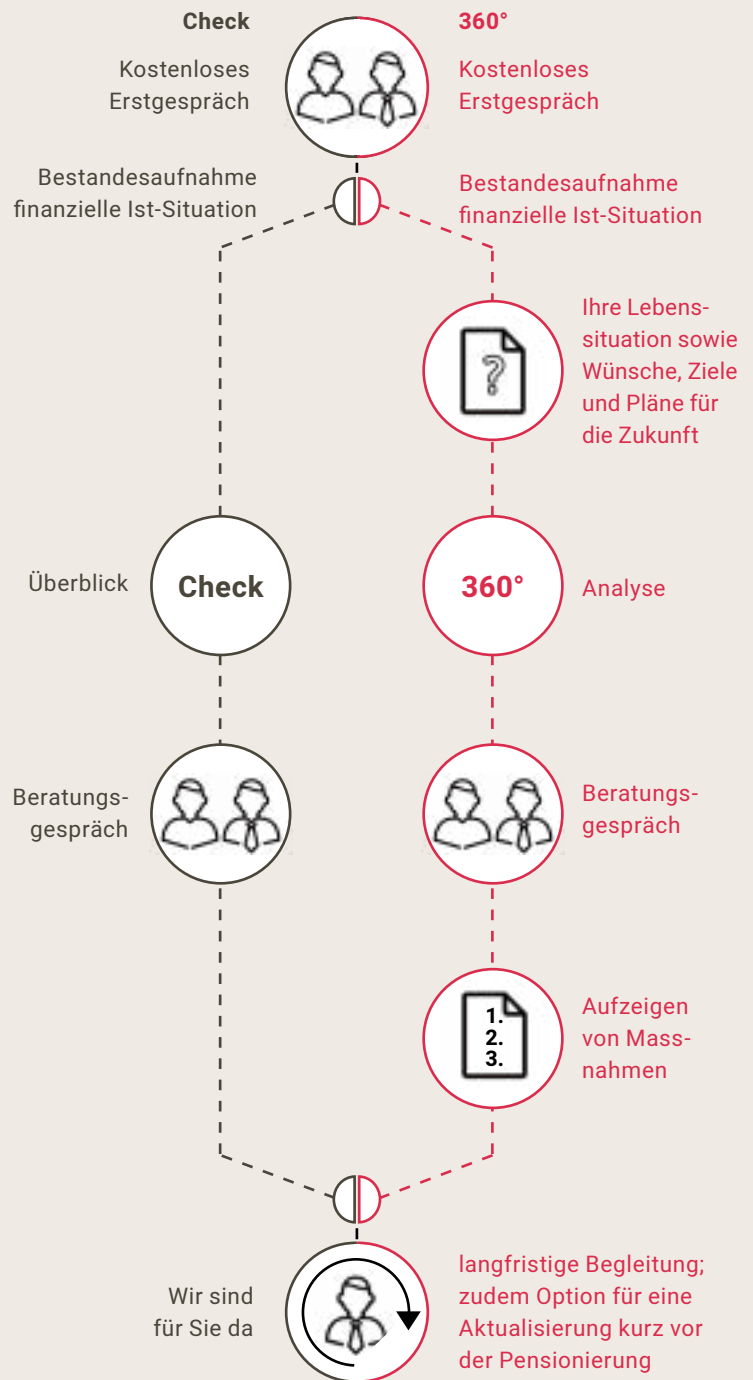 Check
360°
Kostenloses
Erstgespräch
Kostenloses
Erstgespräch
Bestandesaufnahme
finanzielle Ist-Situation
Bestandesaufnahme
finanzielle Ist-Situation
Ihre Lebens-
situation sowie
Wünsche, Ziele
und Pläne für
die Zukunft
?
Überblick
Check
360°
Analyse
Beratungs-
gespräch
Beratungs-
gespräch
1.
2.
3.
Aufzeigen
von Mass-
nahmen
Wir sind
für Sie da
langfristige Begleitung;
zudem Option für eine
Aktualisierung kurz vor
der Pensionierung